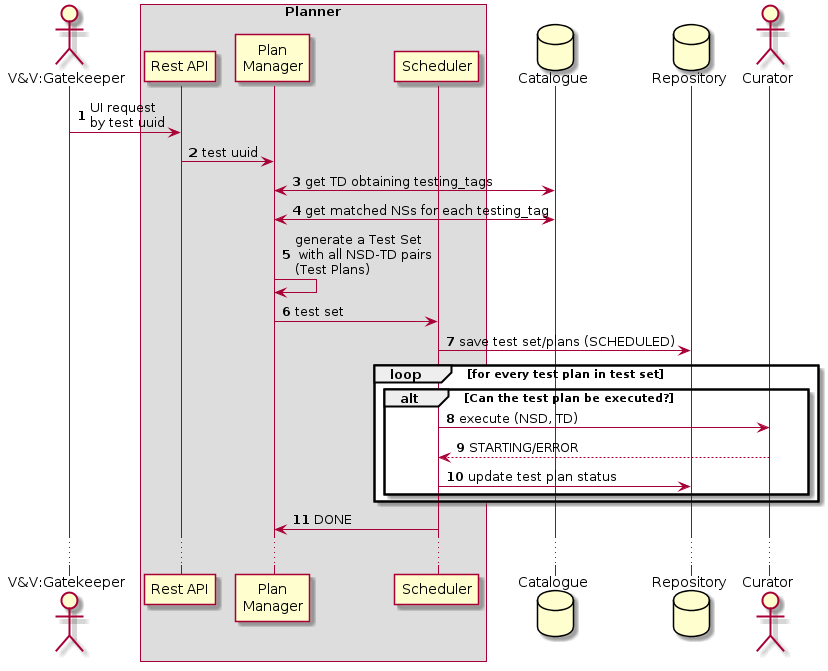 Planner
V&V:Gatekeeper
Rest API
Plan
Manager
Scheduler
Catalogue
Repository
Curator
1 UI request
by test uuid
2 test uuid
3 get TD obtaining testing_tags
4 get matched NSs for each testing_tag
5 generate a Test Set
with all NSD-TD pairs
(Test Plans)
6 test set
7 save test set/plans (SCHEDULED)
loop [for every test plan in test set]
alt [Can the test plan be executed?]
8 execute (NSD, TD)
9 STARTING/ERROR
10 update test plan status
11 DONE
V&V:Gatekeeper
Rest API
Plan
Manager
Scheduler
Catalogue
Repository
Curator